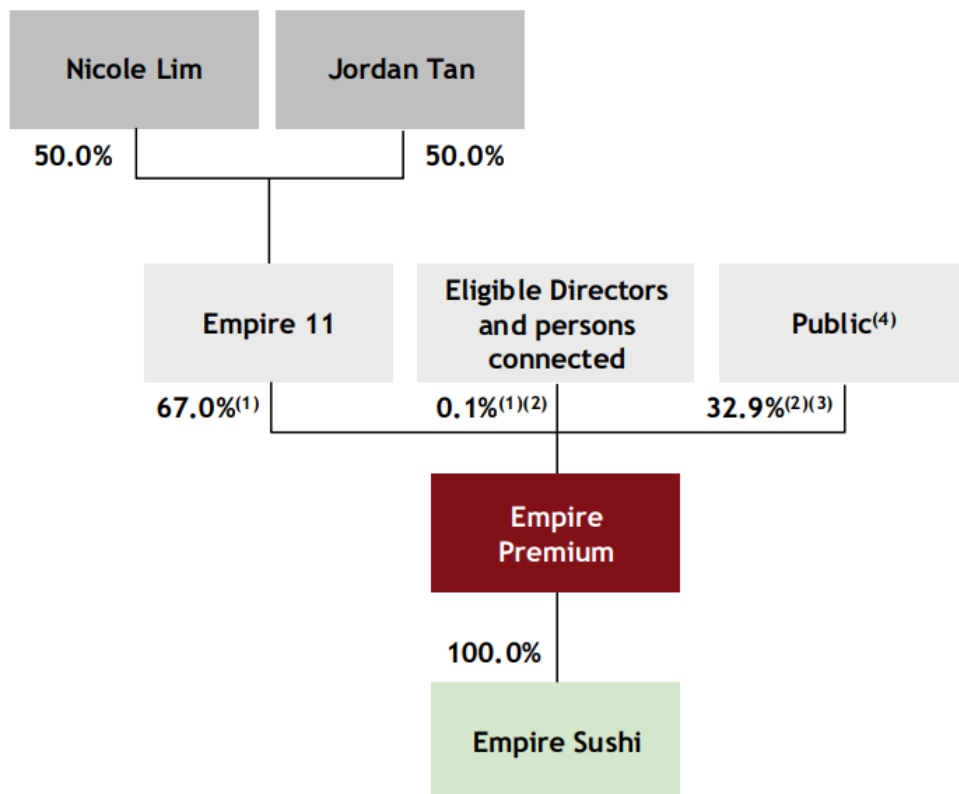 Nicole Lim
Jordan Tan
50.0%
50.0%
Empire 11
Eligible Directors
and persons
connected
Public(4)
67.0%(1)
0.1%(1)(2)
32.9%(2)(3)
Empire
Premium
100.0%
Empire Sushi